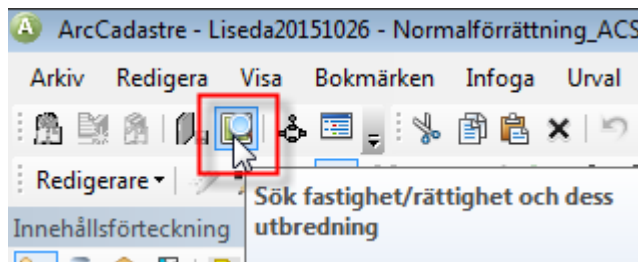 ArcCadastre - Liseda20151026 - Normalförrättning_ACS
Arkiv Redigera Visa Bokmärken Infoga Urval
Redigerare
Sök fastighet/rättighet och dess
utbredning
Innehållsförteckning